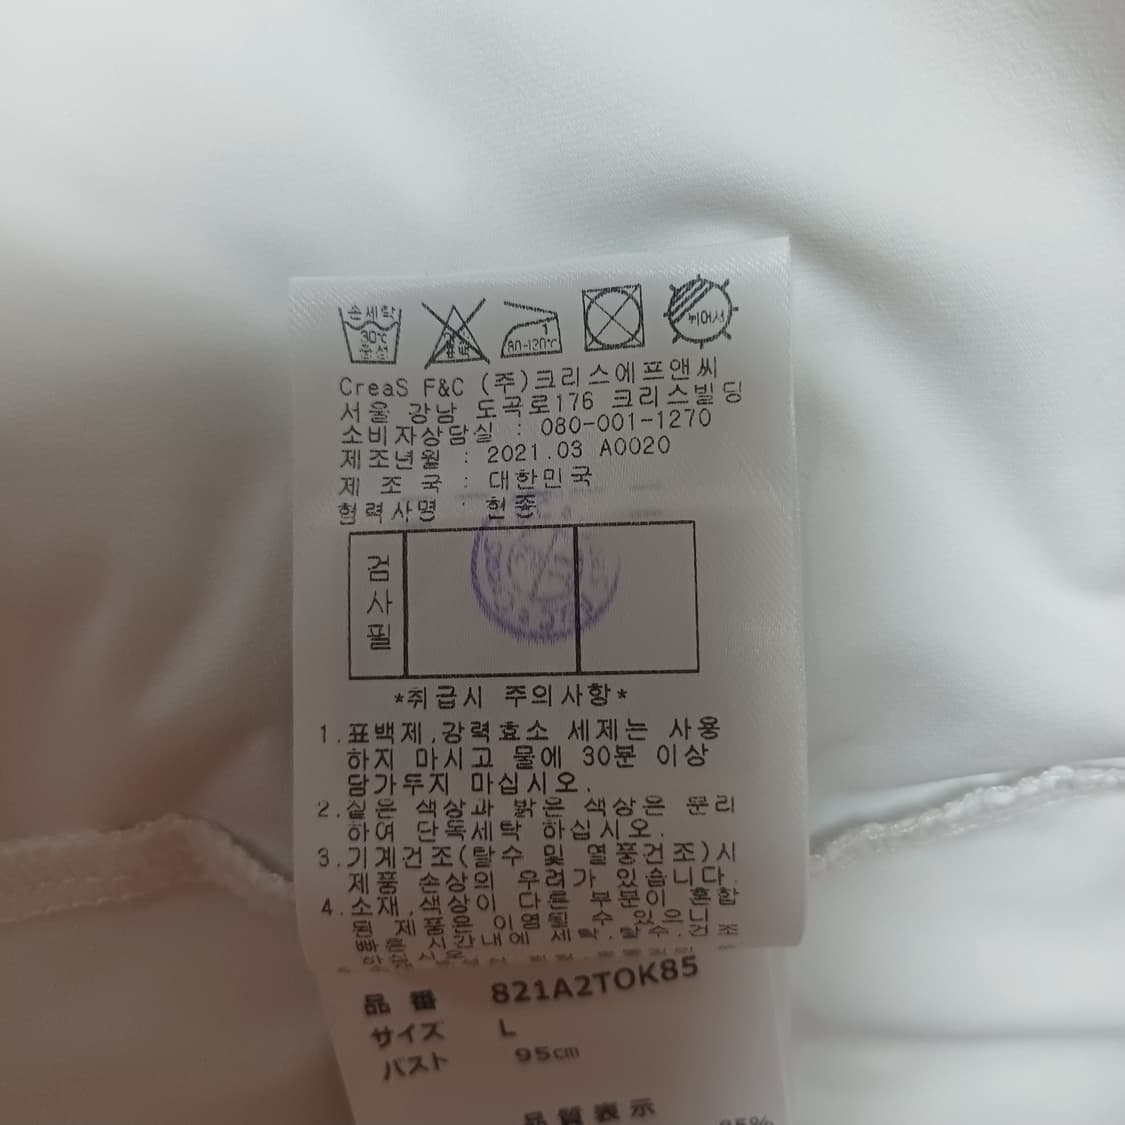 손세탁
30℃
중성
1
80-120℃
뉘어서
CreaS F&C (주)크리스에프앤씨
서울 강남 도곡로176 크리스빌딩
소비자상담실 : 080-001-1270
제조년월 : 2021.03 A0020
제 조 국 : 대한민국
협력사명 : 현종
검사필
*취급시 주의사항*
1.표백제,강력효소 세제는 사용
하지 마시고 물에 30분 이상
담가두지 마십시오.
2.짙은 색상과 밝은 색상은 분리
하여 단독세탁 하십시오.
3.기계건조(탈수 및 열풍건조)시
제품 손상의 우려가 있습니다.
4.소재,색상이 다른 부분이 혼합
된 제품은 이염될 수 있으니
빠른 시간내에 세탁.탈수.건조
品番 821A2TOK85
サイズ L
バスト 95cm
品質表示